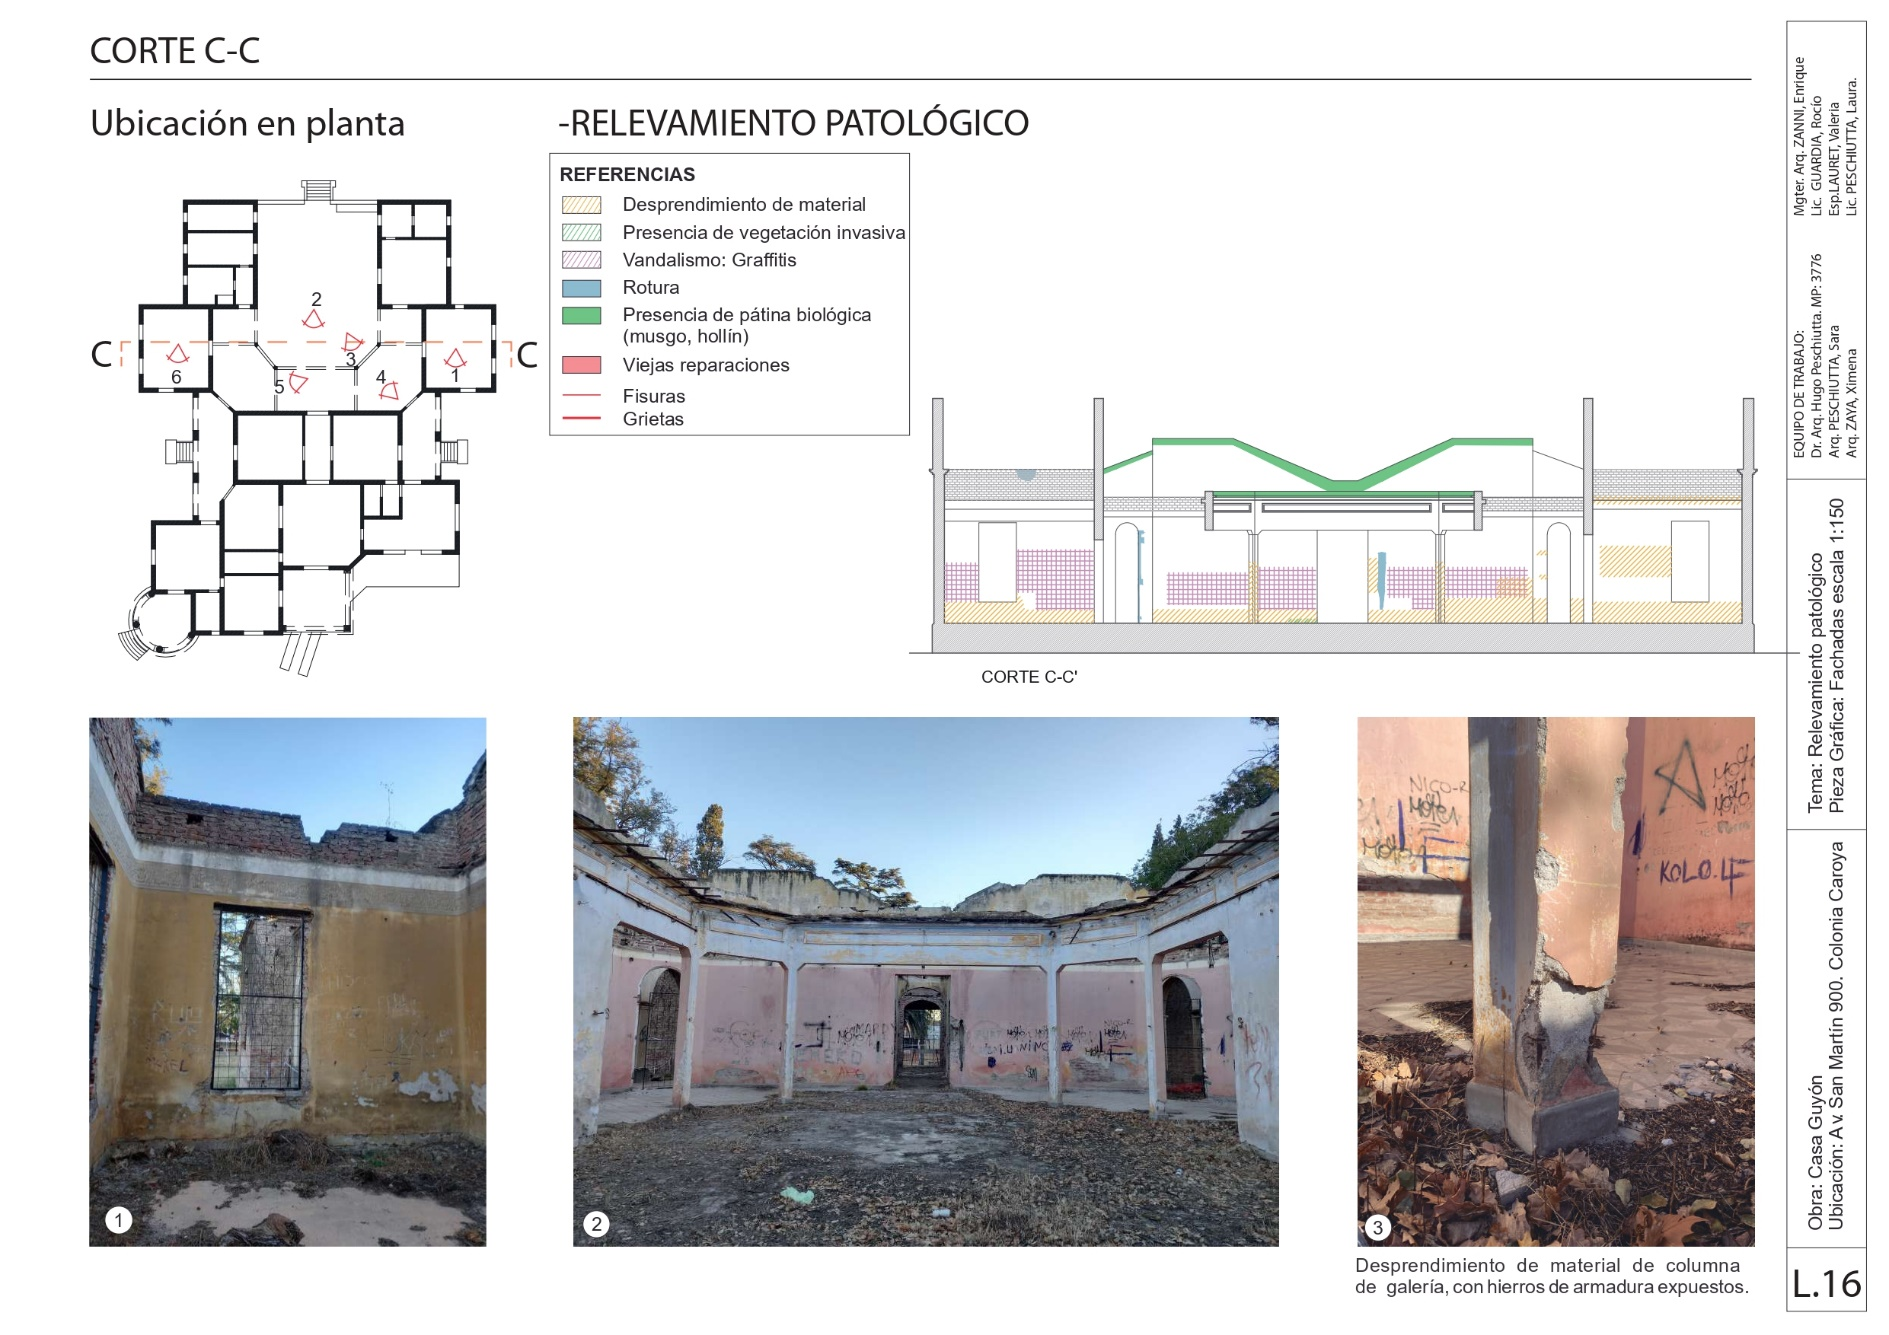 CORTE C-C
Ubicación en planta
-RELEVAMIENTO PATOLÓGICO
REFERENCIAS
Desprendimiento de material
Presencia de vegetación invasiva
Vandalismo: Graffitis
Rotura
Presencia de pátina biológica
(musgo, hollín)
Viejas reparaciones
Fisuras
Grietas
2
C
C
3
6
1
4
5
CORTE C-C'
NICO-R
KOLO.LF
1
2
3
Desprendimiento de material de columna
de galería, con hierros de armadura expuestos.
Mgter. Arq. ZANNI, Enrique
Lic. GUARDIA, Rocío
Esp.LAURET, Valeria
Lic. PESCHIUTTA, Laura.
EQUIPO DE TRABAJO:
Dr. Arq. Hugo Peschiutta. MP: 3776
Arq. PESCHIUTTA, Sara
Arq. ZAYA, Ximena
Tema: Relevamiento patológico
Pieza Gráfica: Fachadas escala 1:150
Obra: Casa Guyón
Ubicación: Av. San Martín 900. Colonia Caroya
L.16